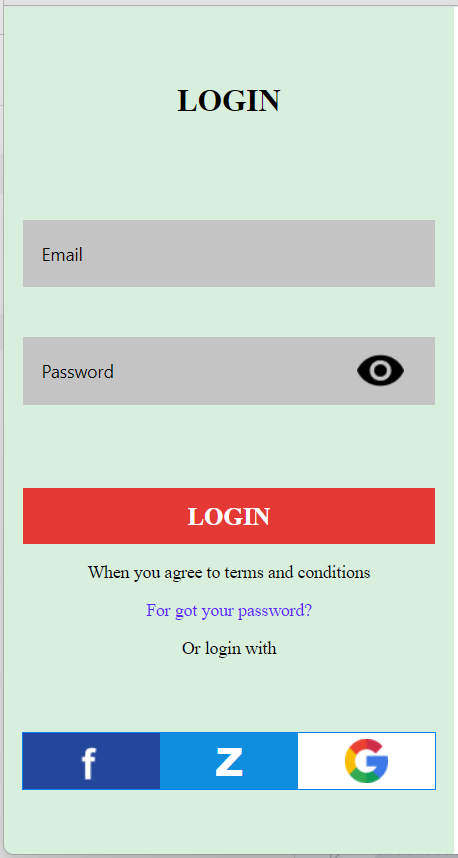 LOGIN
Email
Password
LOGIN
When you agree to terms and conditions
For got your password?
Or login with
f Z G